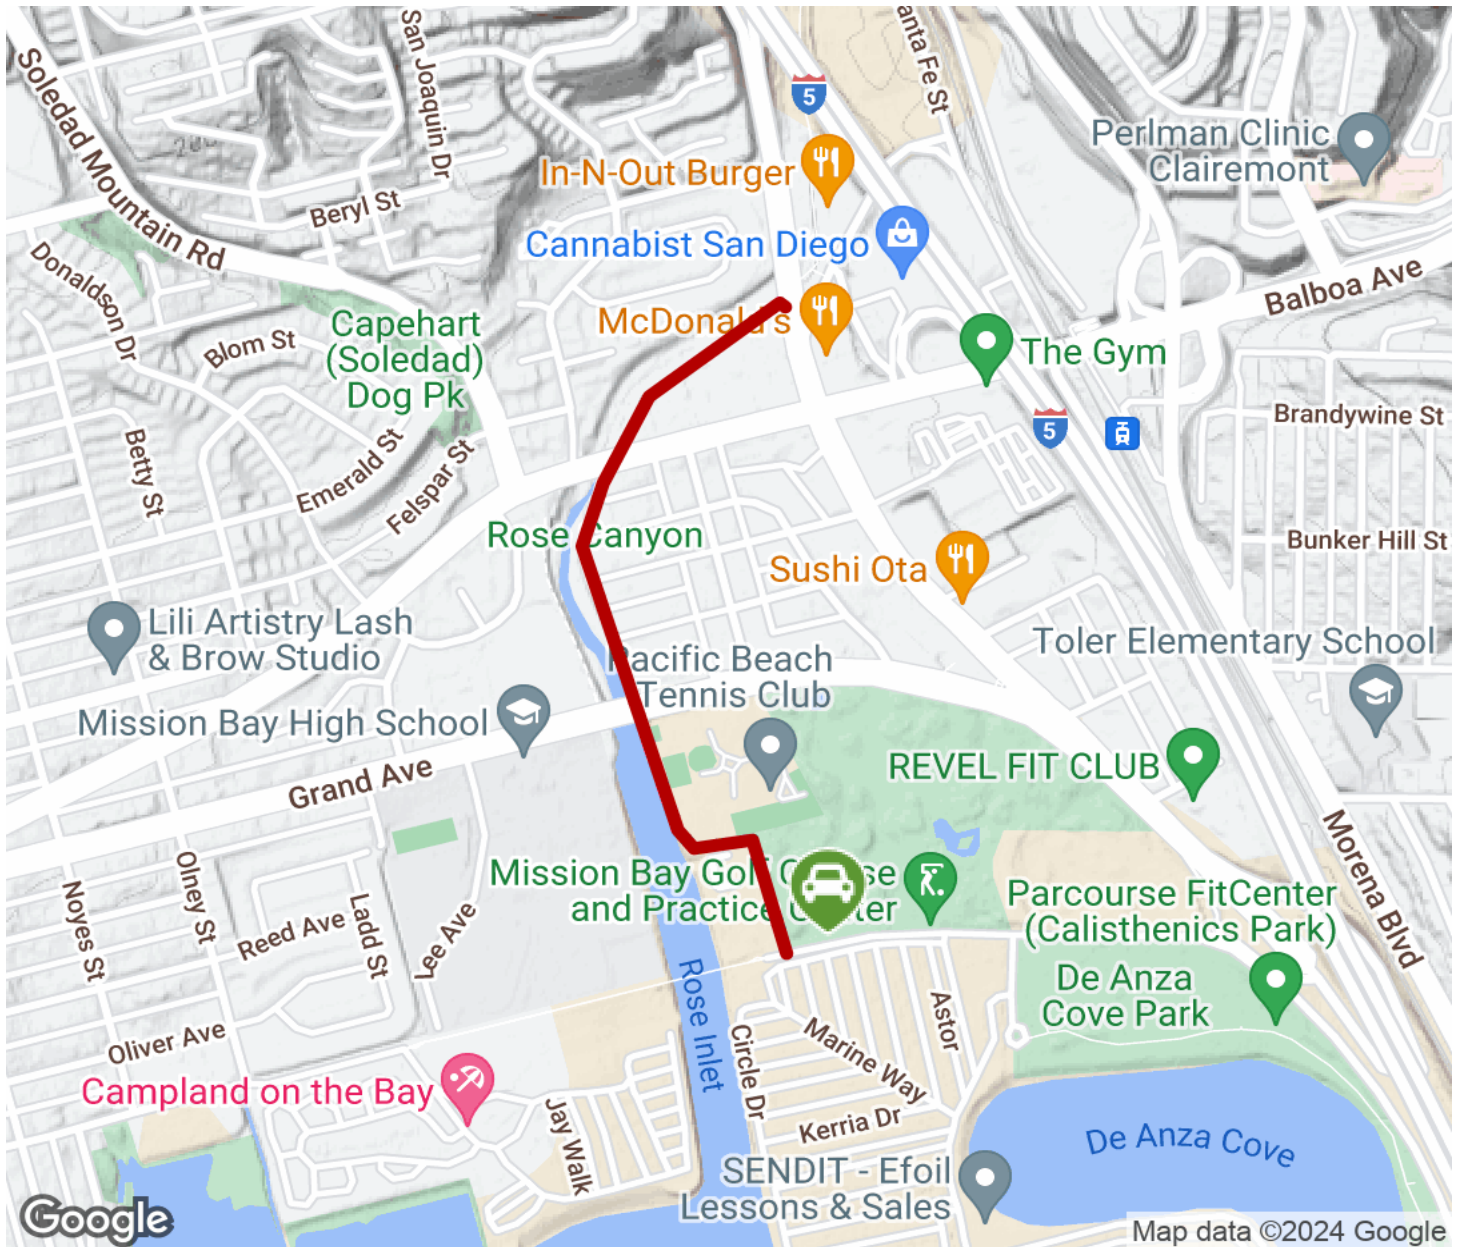 San Joaquin Dr
anta Fe St
Soledad Mountain Rd
5
Perlman Clinic
Clairemont
In-N-Out Burger
Beryl St
Cannabist San Diego
Donaldson Dr
Balboa Ave
McDonald's
Capehart
(Soledad)
Dog Pk
Blom St
The Gym
Brandywine St
5
Betty St
Emerald St
Felspar St
Rose Canyon
Bunker Hill St
Sushi Ota
Lili Artistry Lash
& Brow Studio
Toler Elementary School
Pacific Beach
Tennis Club
Mission Bay High School
REVEL FIT CLUB
Grand Ave
Morena Blvd
Mission Bay Golf Course
and Practice Center
Parcourse FitCenter
(Calisthenics Park)
Noyes St
Olney St
Reed Ave
Ladd St
Lee Ave
De Anza
Cove Park
Rose Inlet
Astor
Oliver Ave
Circle Dr
Marine Way
Campland on the Bay
Jay Walk
Kerria Dr
De Anza Cove
SENDIT - Efoil
Lessons & Sales
Google
Map data ©2024 Google